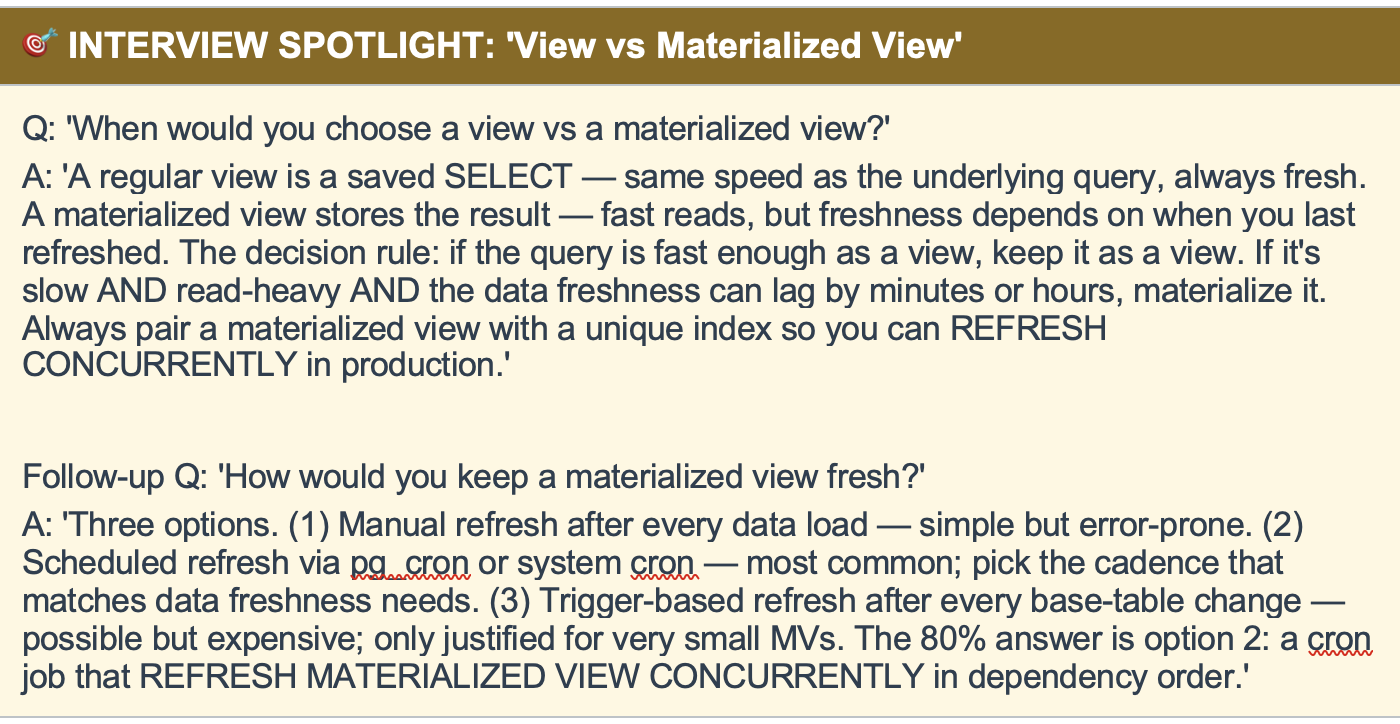 🎯 INTERVIEW SPOTLIGHT: 'View vs Materialized View'
Q: 'When would you choose a view vs a materialized view?'
A: 'A regular view is a saved SELECT — same speed as the underlying query, always fresh.
A materialized view stores the result — fast reads, but freshness depends on when you last
refreshed. The decision rule: if the query is fast enough as a view, keep it as a view. If it's
slow AND read-heavy AND the data freshness can lag by minutes or hours, materialize it.
Always pair a materialized view with a unique index so you can REFRESH
CONCURRENTLY in production.'
Follow-up Q: 'How would you keep a materialized view fresh?'
A: 'Three options. (1) Manual refresh after every data load — simple but error-prone. (2)
Scheduled refresh via pg_cron or system cron — most common; pick the cadence that
matches data freshness needs. (3) Trigger-based refresh after every base-table change —
possible but expensive; only justified for very small MVs. The 80% answer is option 2: a cron
job that REFRESH MATERIALIZED VIEW CONCURRENTLY in dependency order.'